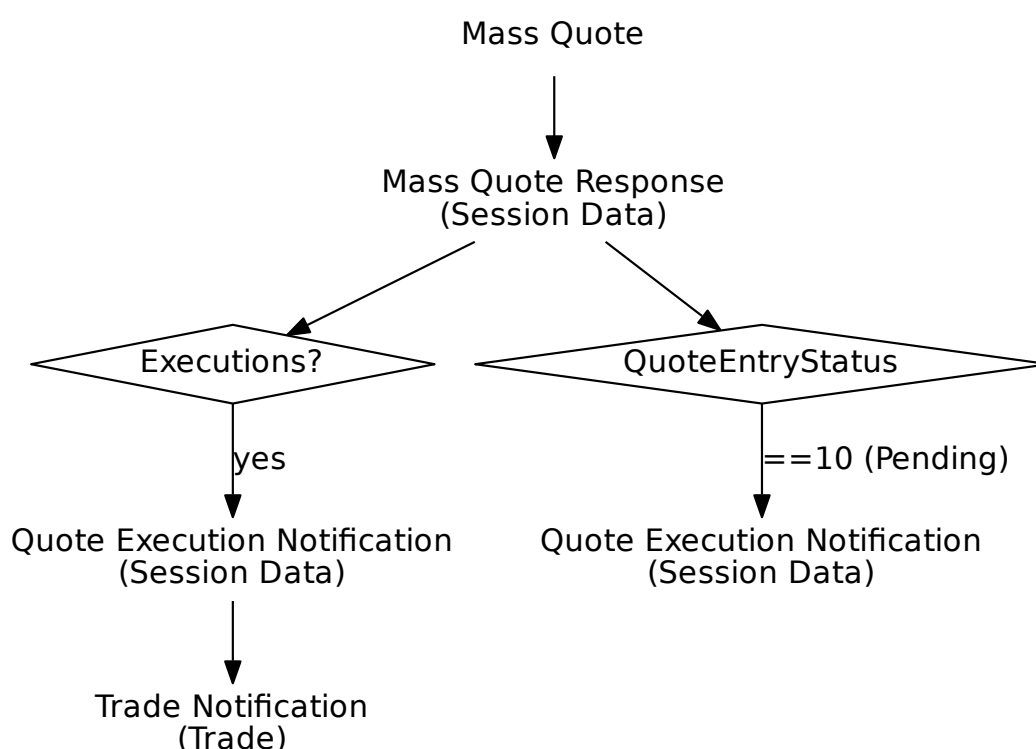 Mass Quote
Mass Quote Response
(Session Data)
Executions?
QuoteEntryStatus
yes
==10 (Pending)
Quote Execution Notification
(Session Data)
Quote Execution Notification
(Session Data)
Trade Notification
(Trade)